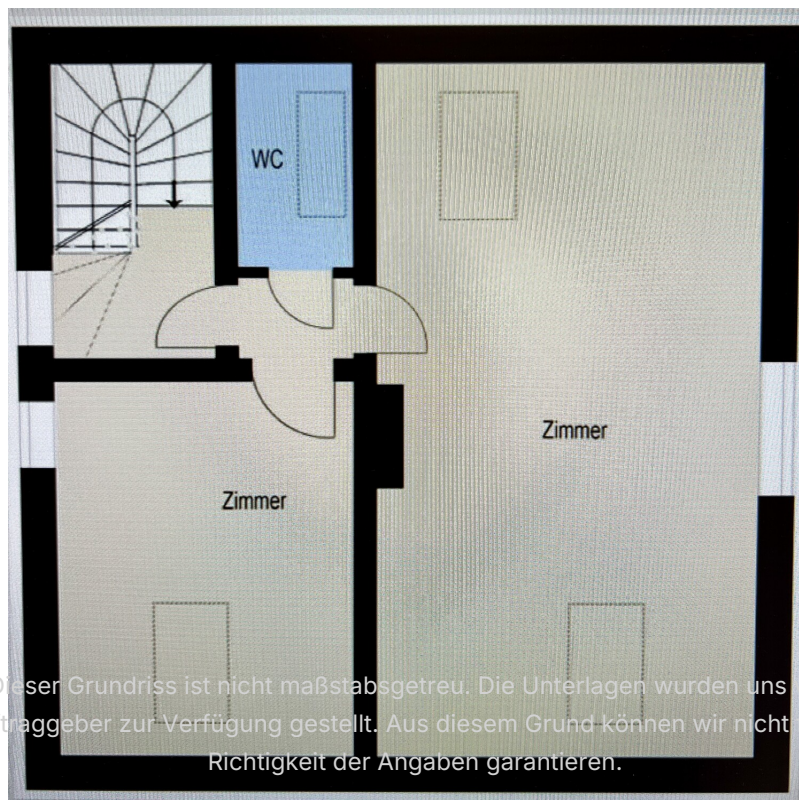 WC
Zimmer
Zimmer
Dieser Grundriss ist nicht maßstabsgetreu. Die Unterlagen wurden uns
zur Verfügung gestellt. Aus diesem Grund können wir nicht
Richtigkeit der Angaben garantieren.